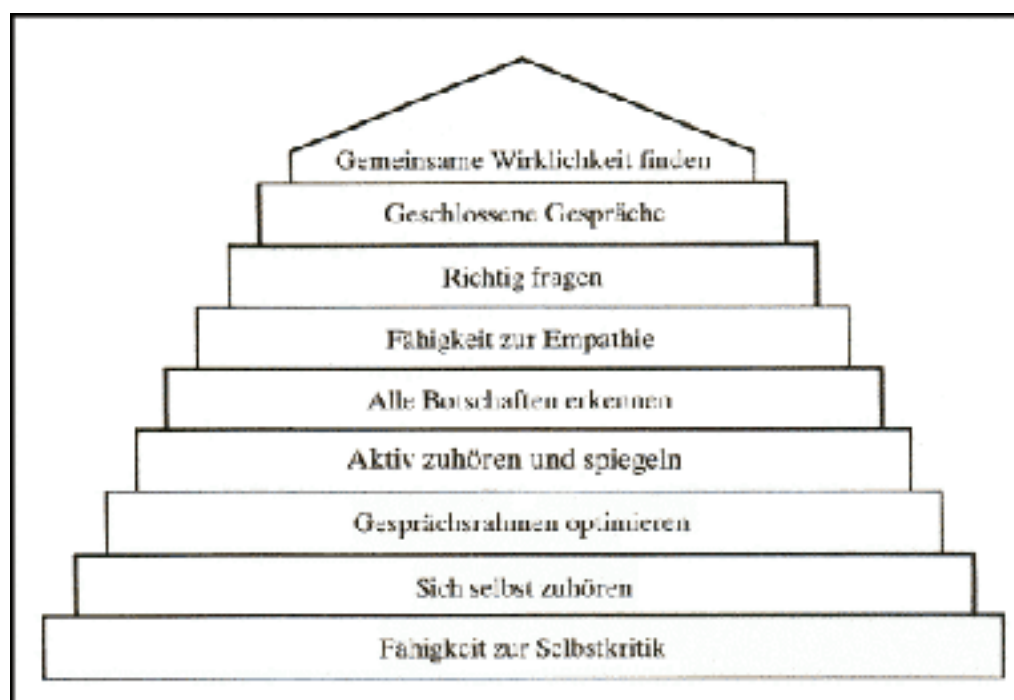 Gemeinsame Wirklichkeit finden
Geschlossene Gespräche
Richtig fragen
Fähigkeit zur Empathie
Alle Botschaften erkennen
Aktiv zuhören und spiegeln
Gesprächsrahmen optimieren
Sich selbst zuhören
Fähigkeit zur Selbstkritik